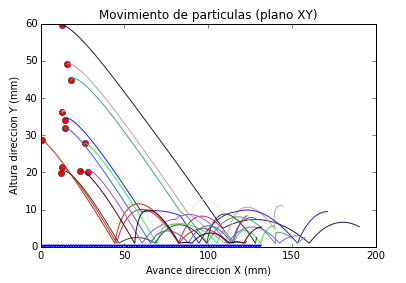 Movimiento de particulas (plano XY)
Altura direccion Y (mm)
60
50
40
30
20
10
0
0 50 100 150 200
Avance direccion X (mm)